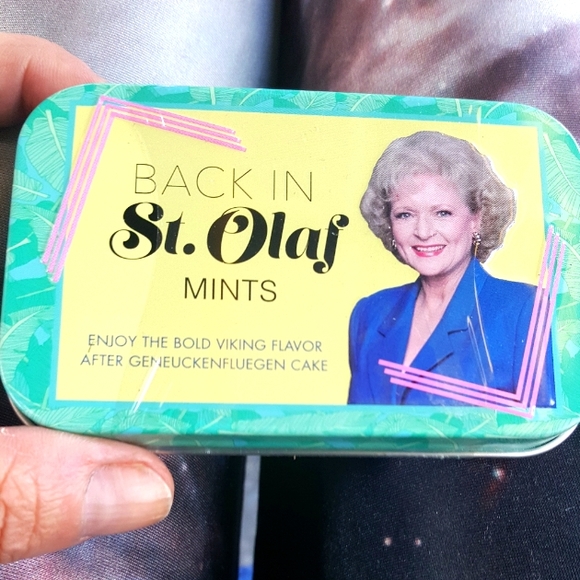 BACK IN
St. Olaf
MINTS
ENJOY THE BOLD VIKING FLAVOR
AFTER GENEUCKENFLUEGEN CAKE